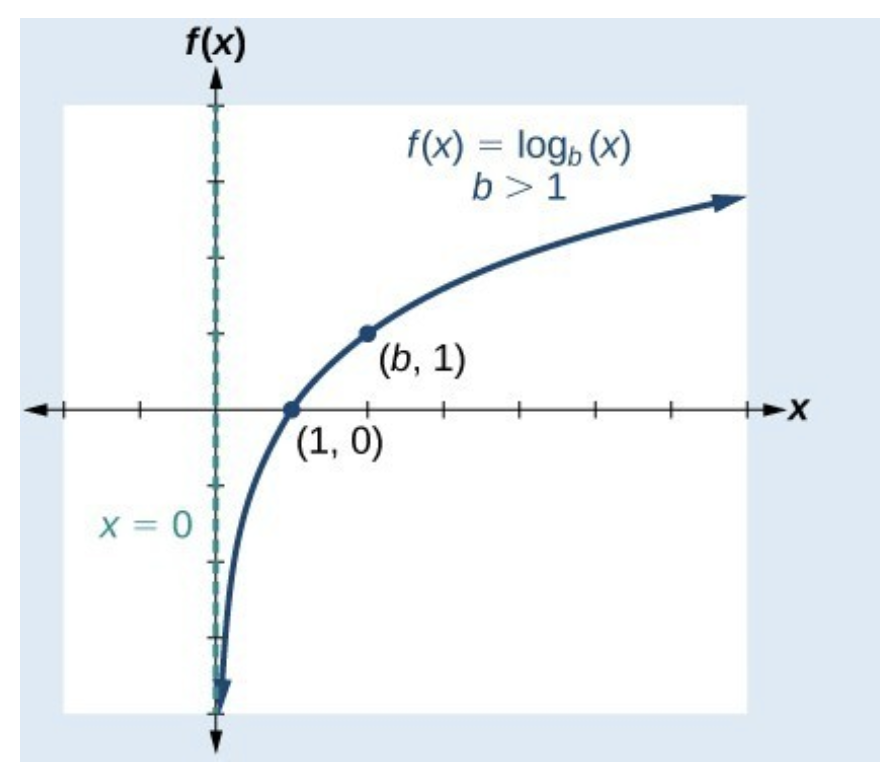 f(x)
f(x) = log_b(x)
b > 1
(b, 1)
x
(1, 0)
x = 0